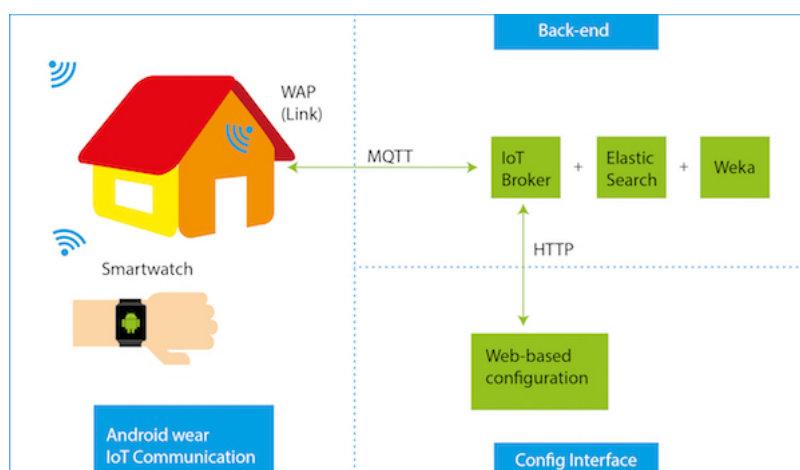 Back-end
WAP
(Link)
MQTT
IoT
Broker
+
Elastic
Search
+
Weka
HTTP
Smartwatch
Web-based
configuration
Android wear
IoT Communication
Config Interface